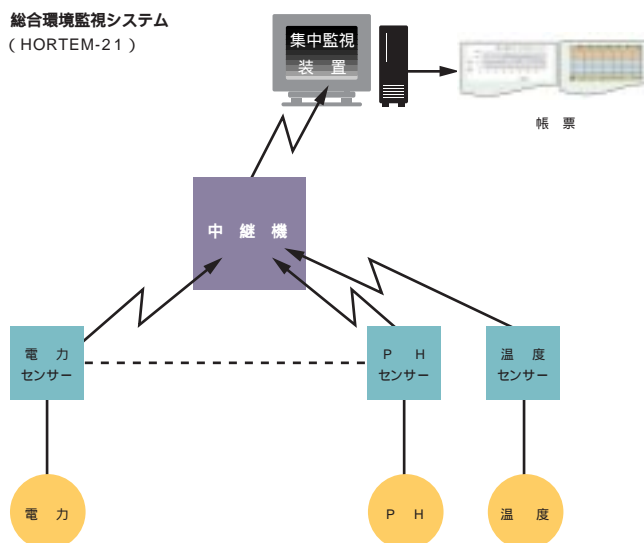 総合環境監視システム
（HORTEM-21）
集中監視
装 置
帳 票
中 継 機
電 力
センサー
P H
センサー
温 度
センサー
電 力
P H
温 度